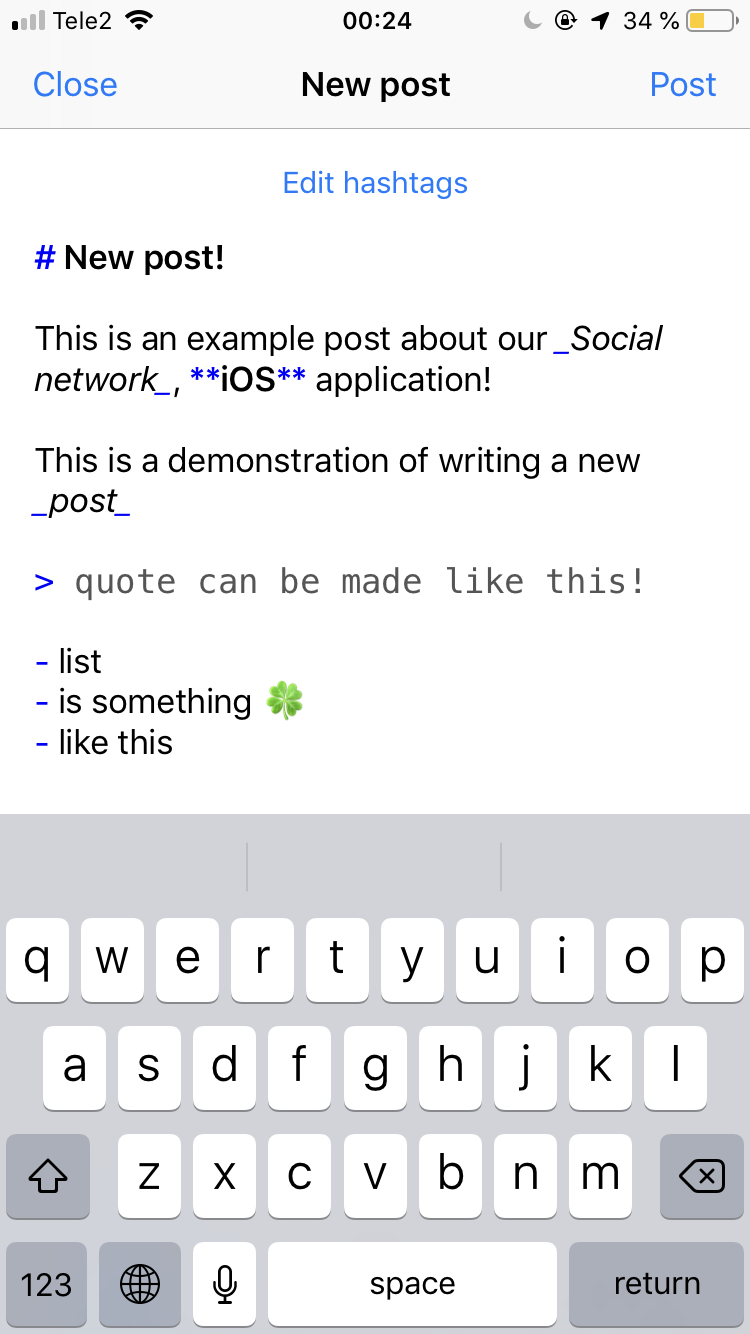 Tele2 00:24 34 %
Close New post Post
Edit hashtags
# New post!
This is an example post about our _Social
network_, **iOS** application!
This is a demonstration of writing a new
_post_
> quote can be made like this!
- list
- is something 🍀
- like this
q w e r t y u i o p
a s d f g h j k l
z x c v b n m
123 space return